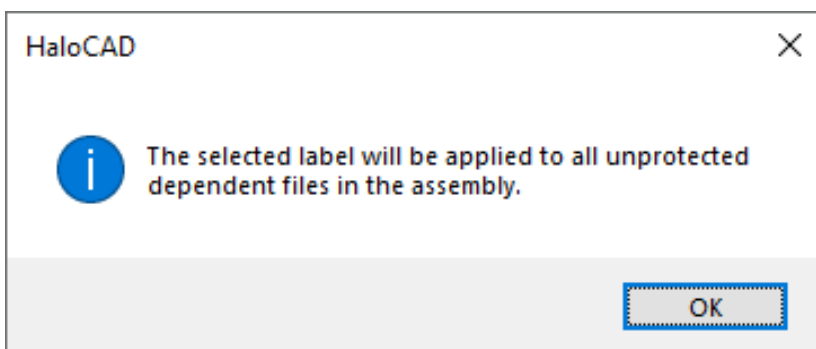 HaloCAD
The selected label will be applied to all unprotected
dependent files in the assembly.
OK